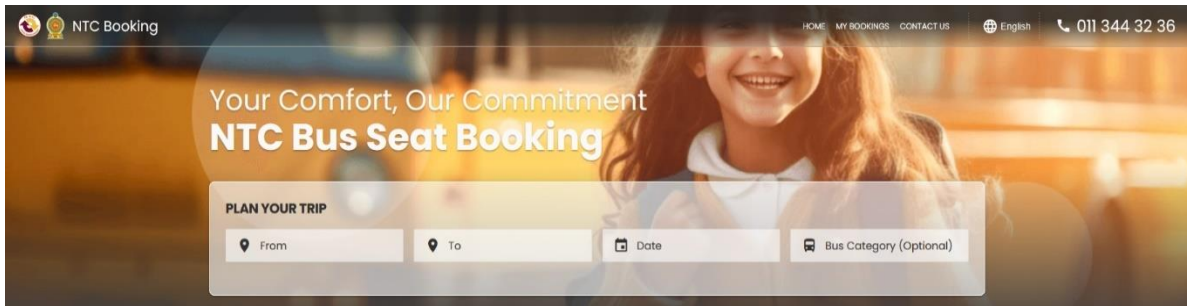 NTC Booking
HOME MY BOOKINGS CONTACT US English 011 344 32 36
Your Comfort, Our Commitment
NTC Bus Seat Booking
PLAN YOUR TRIP
From To Date Bus Category (Optional)